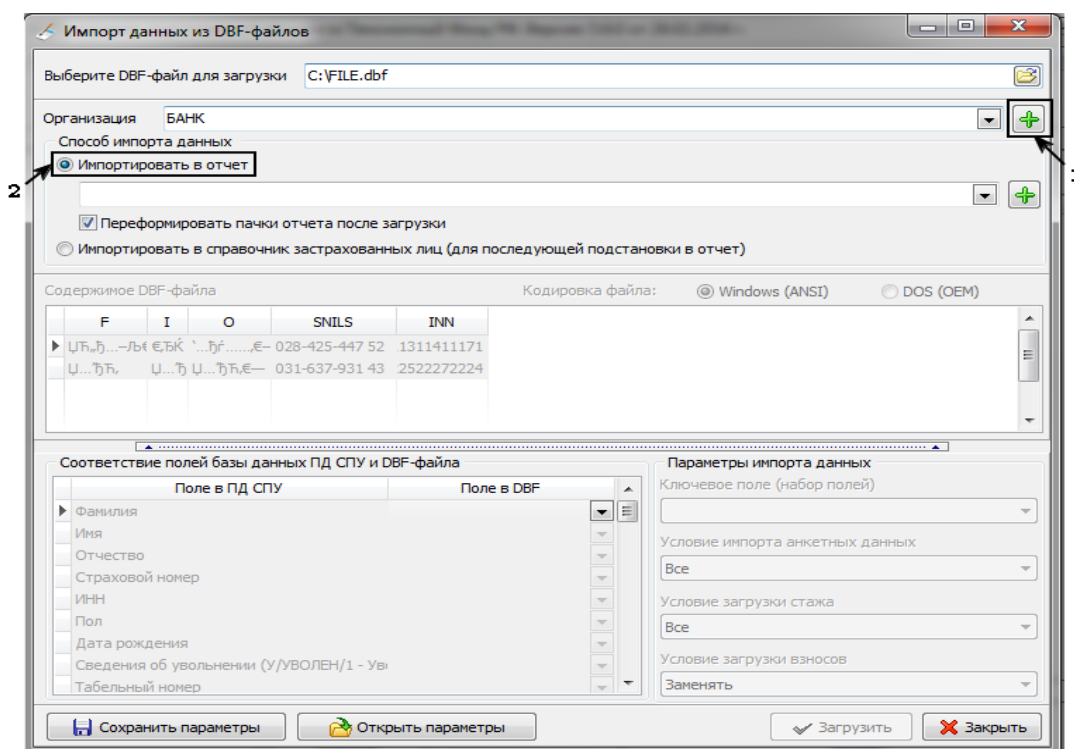 Импорт данных из DBF-файлов
Выберите DBF-файл для загрузки C:\FILE.dbf
Организация БАНК
Способ импорта данных
Импортировать в отчет
2
Переформировать пачки отчета после загрузки
Импортировать в справочник застрахованных лиц (для последующей подстановки в отчет)
Содержимое DBF-файла Кодировка файла: Windows (ANSI) DOS (OEM)
F I O SNILS INN
028-425-447 52 1311411171
031-637-931 43 2522272224
Соответствие полей базы данных ПД СПУ и DBF-файла Параметры импорта данных
Поле в ПД СПУ Поле в DBF Ключевое поле (набор полей)
Фамилия
Имя
Условие импорта анкетных данных
Отчество
Все
Страховой номер
ИНН
Условие загрузки стажа
Пол
Все
Дата рождения
Условие загрузки взносов
Сведения об увольнении (У/УВОЛЕН/1 - Ув
Табельный номер
Заменять
Сохранить параметры Открыть параметры Загрузить Закрыть